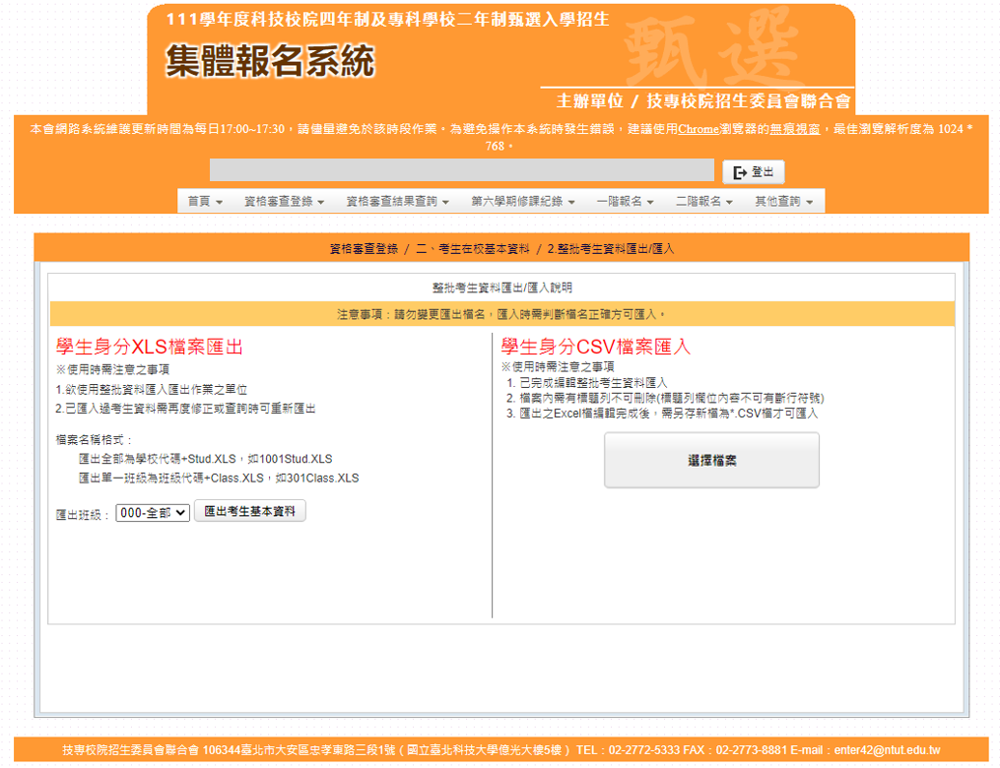 111學年度科技校院四年制及專科學校二年制甄選入學招生
甄選
集體報名系統
主辦單位 / 技專校院招生委員會聯合會
本會網路系統維護更新時間為每日17:00~17:30，請儘量避免於該時段作業。為避免操作本系統時發生錯誤，建議使用Chrome瀏覽器的無痕視窗，最佳瀏覽解析度為 1024 *
768。
登出
首頁 資格審查登錄 資格審查結果查詢 第六學期修課紀錄 一階報名 二階報名 其他查詢
資格審查登錄 / 二、考生在校基本資料 / 2.整批考生資料匯出/匯入
整批考生資料匯出/匯入說明
注意事項：請勿變更匯出檔名，匯入時需判斷檔名正確方可匯入。
學生身分XLS檔案匯出
※使用時需注意之事項
1.欲使用整批資料匯入匯出作業之單位
2.已匯入過考生資料需再度修正或查詢時可重新匯出
檔案名稱格式：
匯出全部為學校代碼+Stud.XLS，如1001Stud.XLS
匯出單一班級為班級代碼+Class.XLS，如301Class.XLS
匯出班級： 000-全部 匯出考生基本資料
學生身分CSV檔案匯入
※使用時需注意之事項
1. 已完成編輯整批考生資料匯入
2. 檔案內需有標題列不可刪除(標題列欄位內容不可有斷行符號)
3. 匯出之Excel檔編輯完成後，需另存新檔為*.CSV檔才可匯入
選擇檔案
技專校院招生委員會聯合會 106344臺北市大安區忠孝東路三段1號（國立臺北科技大學億光大樓5樓） TEL：02-2772-5333 FAX：02-2773-8881 E-mail：enter42@ntut.edu.tw